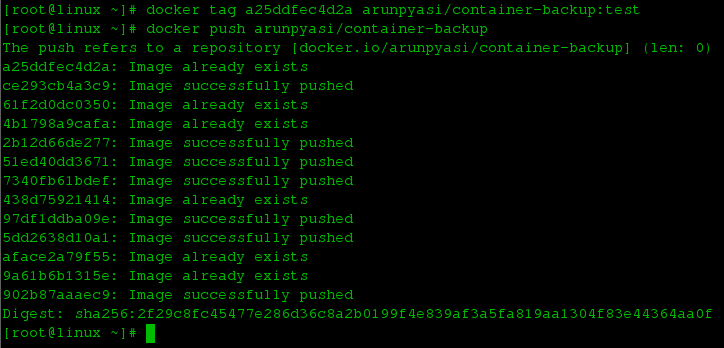 [root@linux ~]# docker tag a25ddfec4d2a arunpyasi/container-backup:test
[root@linux ~]# docker push arunpyasi/container-backup
The push refers to a repository [docker.io/arunpyasi/container-backup] (len: 0)
a25ddfec4d2a: Image already exists
ce293cb4a3c9: Image successfully pushed
61f2d0dc0350: Image already exists
4b1798a9cafa: Image already exists
2b12d66de277: Image successfully pushed
51ed40dd3671: Image successfully pushed
7340fb61bdef: Image successfully pushed
438d75921414: Image already exists
97df1ddba09e: Image successfully pushed
5dd2638d10a1: Image successfully pushed
aface2a79f55: Image already exists
9a61b6b1315e: Image already exists
902b87aaaec9: Image successfully pushed
Digest: sha256:2f29c8fc45477e286d36c8a2b0199f4e839af3a5fa819aa1304f83e44364aa0f
[root@linux ~]#